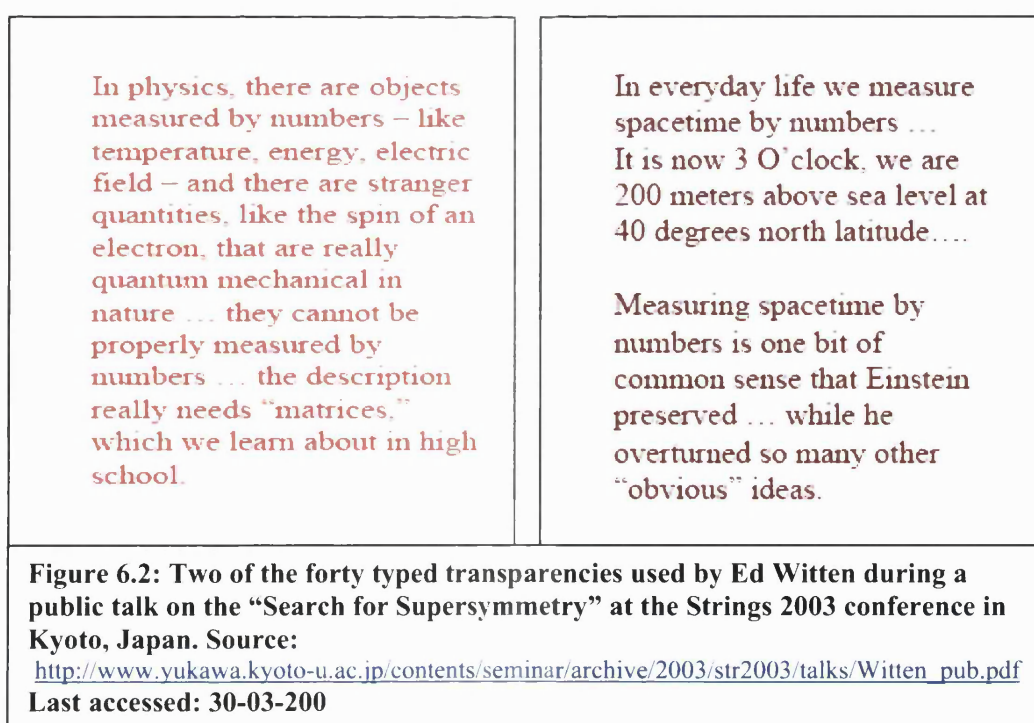 In physics, there are objects
measured by numbers – like
temperature, energy, electric
field – and there are stranger
quantities, like the spin of an
electron, that are really
quantum mechanical in
nature … they cannot be
properly measured by
numbers … the description
really needs “matrices,”
which we learn about in high
school.
In everyday life we measure
spacetime by numbers …
It is now 3 O’clock, we are
200 meters above sea level at
40 degrees north latitude….
Measuring spacetime by
numbers is one bit of
common sense that Einstein
preserved … while he
overturned so many other
“obvious” ideas.
Figure 6.2: Two of the forty typed transparencies used by Ed Witten during a
public talk on the “Search for Supersymmetry” at the Strings 2003 conference in
Kyoto, Japan. Source:
http://www.yukawa.kyoto-u.ac.jp/contents/seminar/archive/2003/str2003/talks/Witten_pub.pdf
Last accessed: 30-03-200